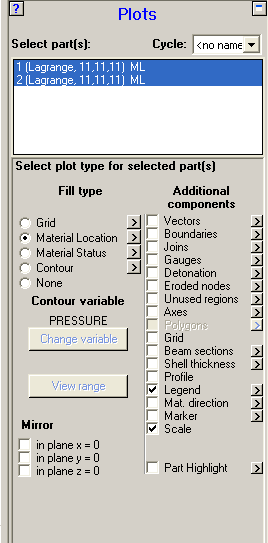 ?
Plots
Select part(s): Cycle: <no name
1 (Lagrange, 11,11,11) ML
2 (Lagrange, 11,11,11) ML
Select plot type for selected part(s)
Fill type
Grid >
Material Location >
Material Status >
Contour >
None
Contour variable
PRESSURE
Change variable
View range
Mirror
in plane x = 0
in plane y = 0
in plane z = 0
Additional
components
Vectors >
Boundaries >
Joins >
Gauges >
Detonation >
Eroded nodes >
Unused regions >
Axes >
Polygons >
Grid
Beam sections >
Shell thickness >
Profile
Legend >
Mat. direction >
Marker >
Scale
Part Highlight >